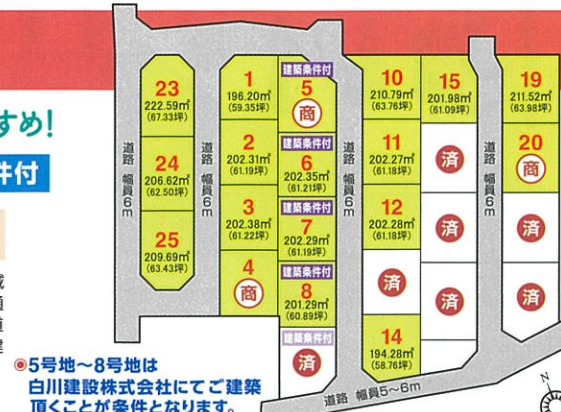 すめ!
件付
23
222.59㎡
(67.33坪)
24
206.62㎡
(62.50坪)
25
209.69㎡
(63.43坪)
道路 幅員6m
道路 幅員6m
1
196.20㎡
(59.35坪)
2
202.31㎡
(61.19坪)
3
202.38㎡
(61.22坪)
4
商
建築条件付
5
商
建築条件付
6
202.35㎡
(61.21坪)
建築条件付
7
202.29㎡
(61.19坪)
建築条件付
8
201.29㎡
(60.89坪)
建築条件付
済
道路 幅員6m
10
210.79㎡
(63.76坪)
11
202.27㎡
(61.18坪)
12
202.28㎡
(61.18坪)
済
14
194.28㎡
(58.76坪)
15
201.98㎡
(61.09坪)
済
済
済
道路 幅員6m
19
211.52㎡
(63.98坪)
20
商
済
済
道路 幅員5~6m
N
◉5号地~8号地は
白川建設株式会社にてご建築
頂くことが条件となります。